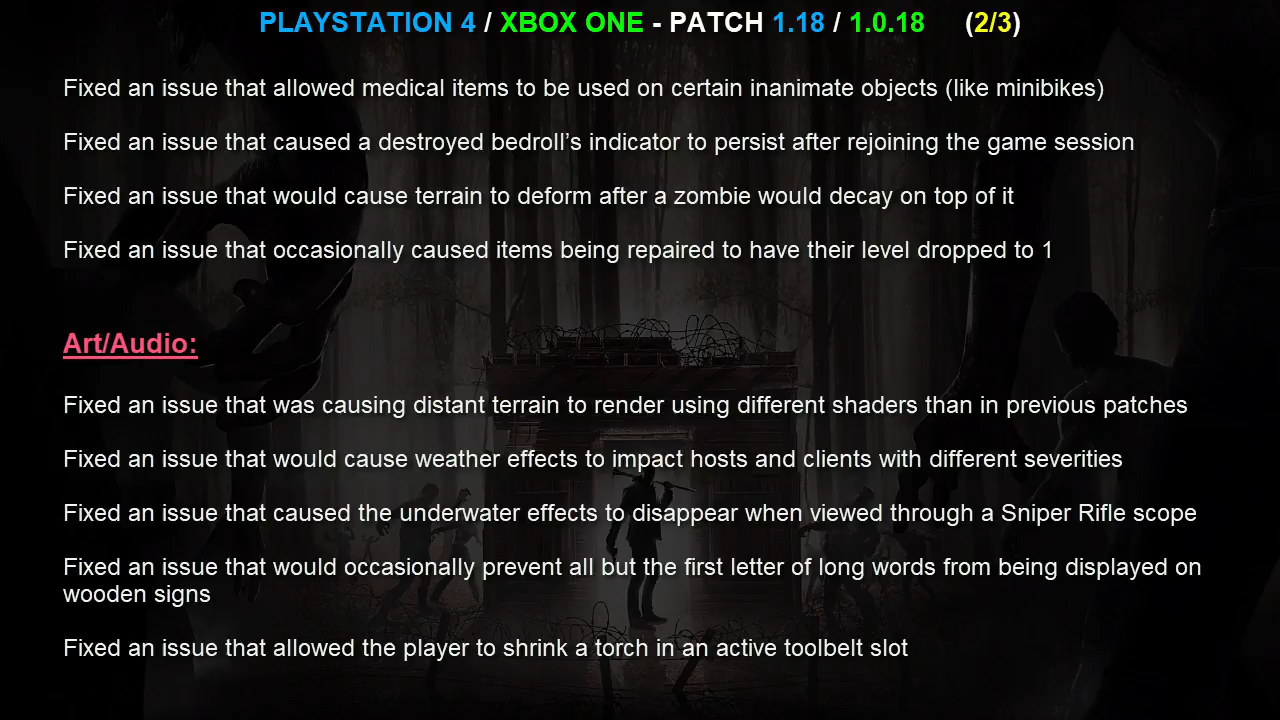 PLAYSTATION 4 / XBOX ONE - PATCH 1.18 / 1.0.18 (2/3)
Fixed an issue that allowed medical items to be used on certain inanimate objects (like minibikes)
Fixed an issue that caused a destroyed bedroll’s indicator to persist after rejoining the game session
Fixed an issue that would cause terrain to deform after a zombie would decay on top of it
Fixed an issue that occasionally caused items being repaired to have their level dropped to 1
Art/Audio:
Fixed an issue that was causing distant terrain to render using different shaders than in previous patches
Fixed an issue that would cause weather effects to impact hosts and clients with different severities
Fixed an issue that caused the underwater effects to disappear when viewed through a Sniper Rifle scope
Fixed an issue that would occasionally prevent all but the first letter of long words from being displayed on
wooden signs
Fixed an issue that allowed the player to shrink a torch in an active toolbelt slot